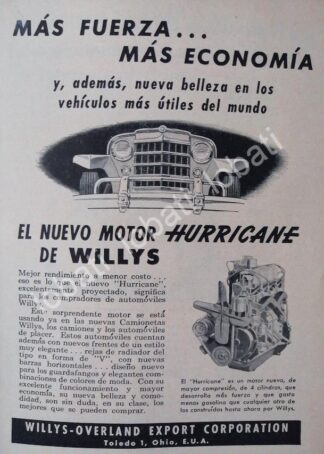 MÁS FUERZA...
MÁS ECONOMÍA
y, además, nueva belleza en los
vehículos más útiles del mundo
EL NUEVO MOTOR HURRICANE
DE WILLYS
Mejor rendimiento a menor costo...
eso es lo que el nuevo "Hurricane",
excelentemente proyectado, significa
para los compradores de automóviles
Willys.
Este sorprendente motor se está
usando ya en las nuevas Camionetas
Willys, los camiones y los automóviles
de placer. Estos automóviles cuentan
además con nuevos frentes de un estilo
muy elegante... rejas de radiador del
tipo en forma de "V", con nuevas
barras horizontales... diseño nuevo
para los guardafangos y elegantes com-
binaciones de colores de moda. Con su
excelente funcionamiento y mayor
economía, su nueva belleza y como-
didad, son sin duda, en su clase, los
mejores que se pueden comprar.
El "Hurricane" es un motor nuevo, de
mayor compresión, de 4 cilindros, que
desarrolla más fuerza y que gasta
menos gasolina que cualquier otro de
los construídos hasta ahora por Willys.
WILLYS-OVERLAND EXPORT CORPORATION
Toledo 1, Ohio, E.U.A.